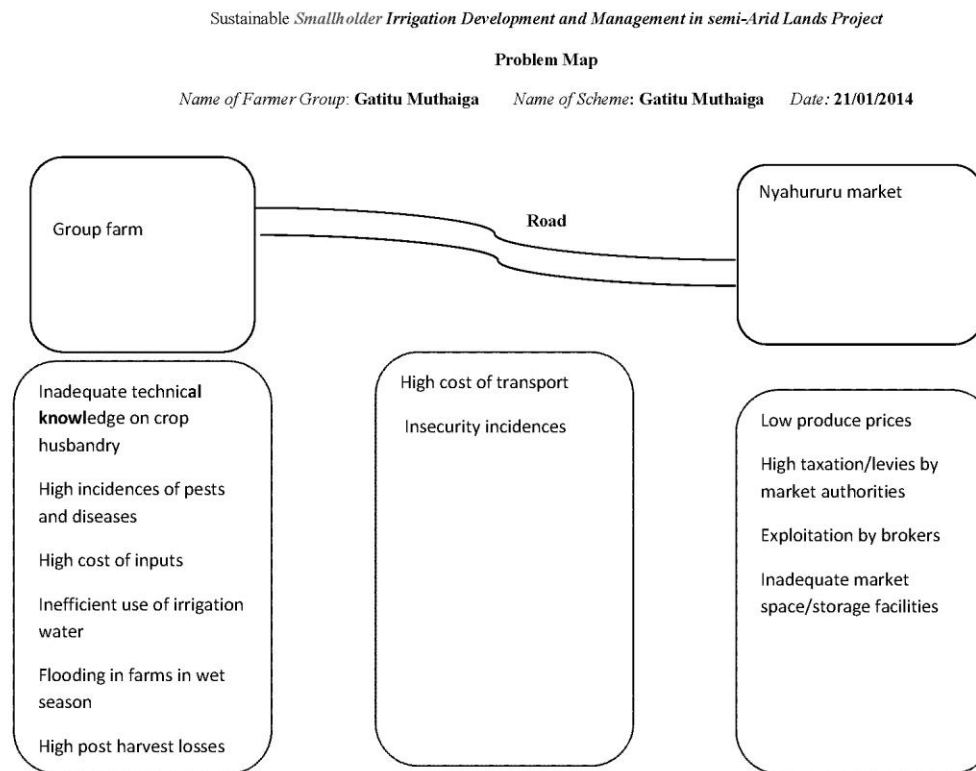 Sustainable Smallholder Irrigation Development and Management in semi-Arid Lands Project
Problem Map
Name of Farmer Group: Gatitu Muthaiga Name of Scheme: Gatitu Muthaiga Date: 21/01/2014
Group farm
Road
Nyahururu market
Inadequate technical
knowledge on crop
husbandry
High incidences of pests
and diseases
High cost of inputs
Inefficient use of irrigation
water
Flooding in farms in wet
season
High post harvest losses
High cost of transport
Insecurity incidences
Low produce prices
High taxation/levies by
market authorities
Exploitation by brokers
Inadequate market
space/storage facilities